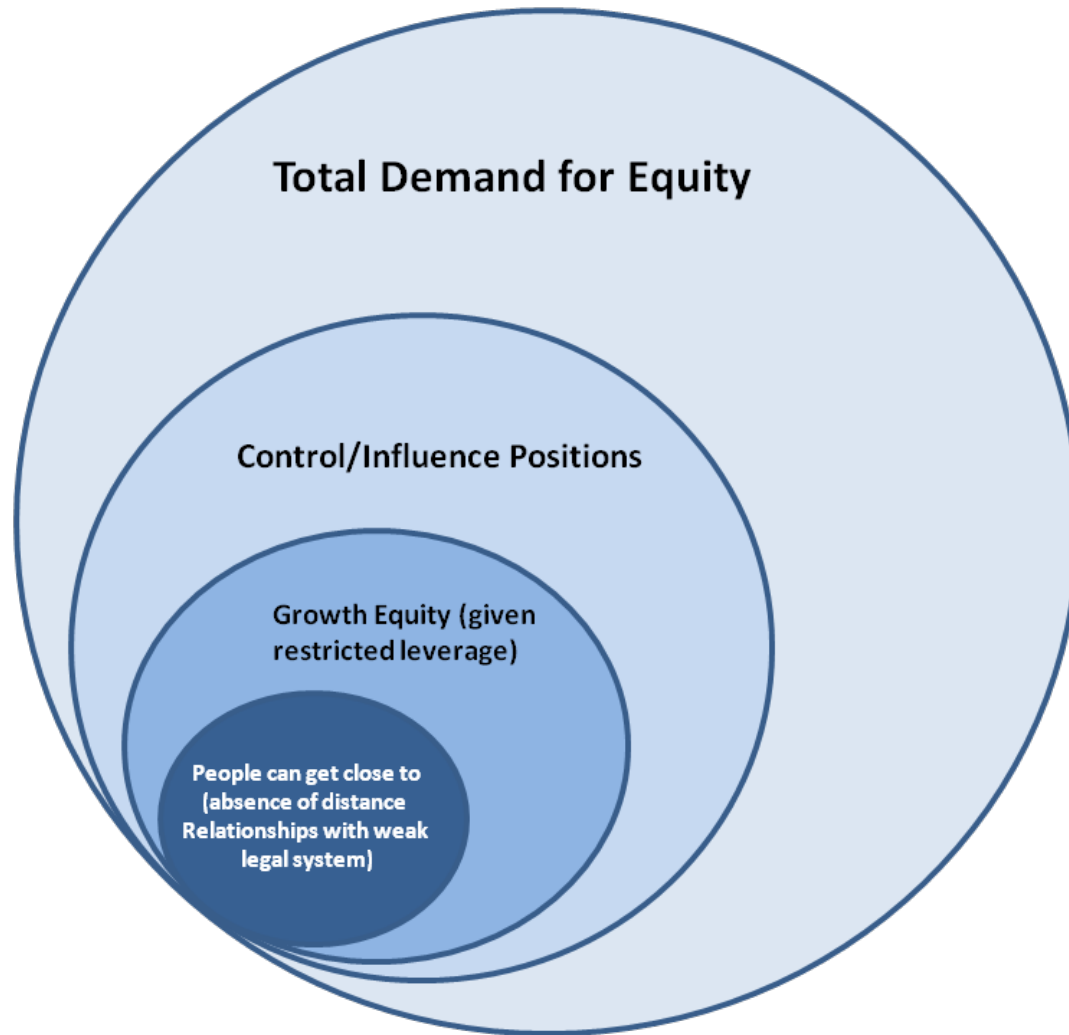 Total Demand for Equity
Control/Influence Positions
Growth Equity (given
restricted leverage)
People can get close to
(absence of distance
Relationships with weak
legal system)